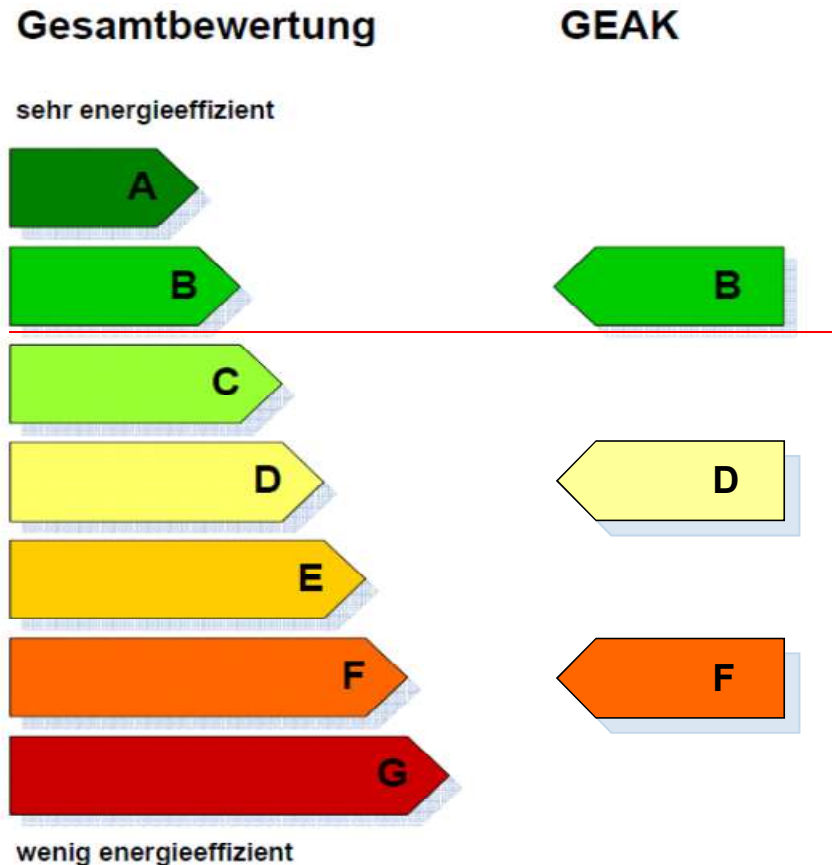 Gesamtbewertung GEAK
sehr energieeffizient
A
B B
C
D D
E
F F
G
wenig energieeffizient